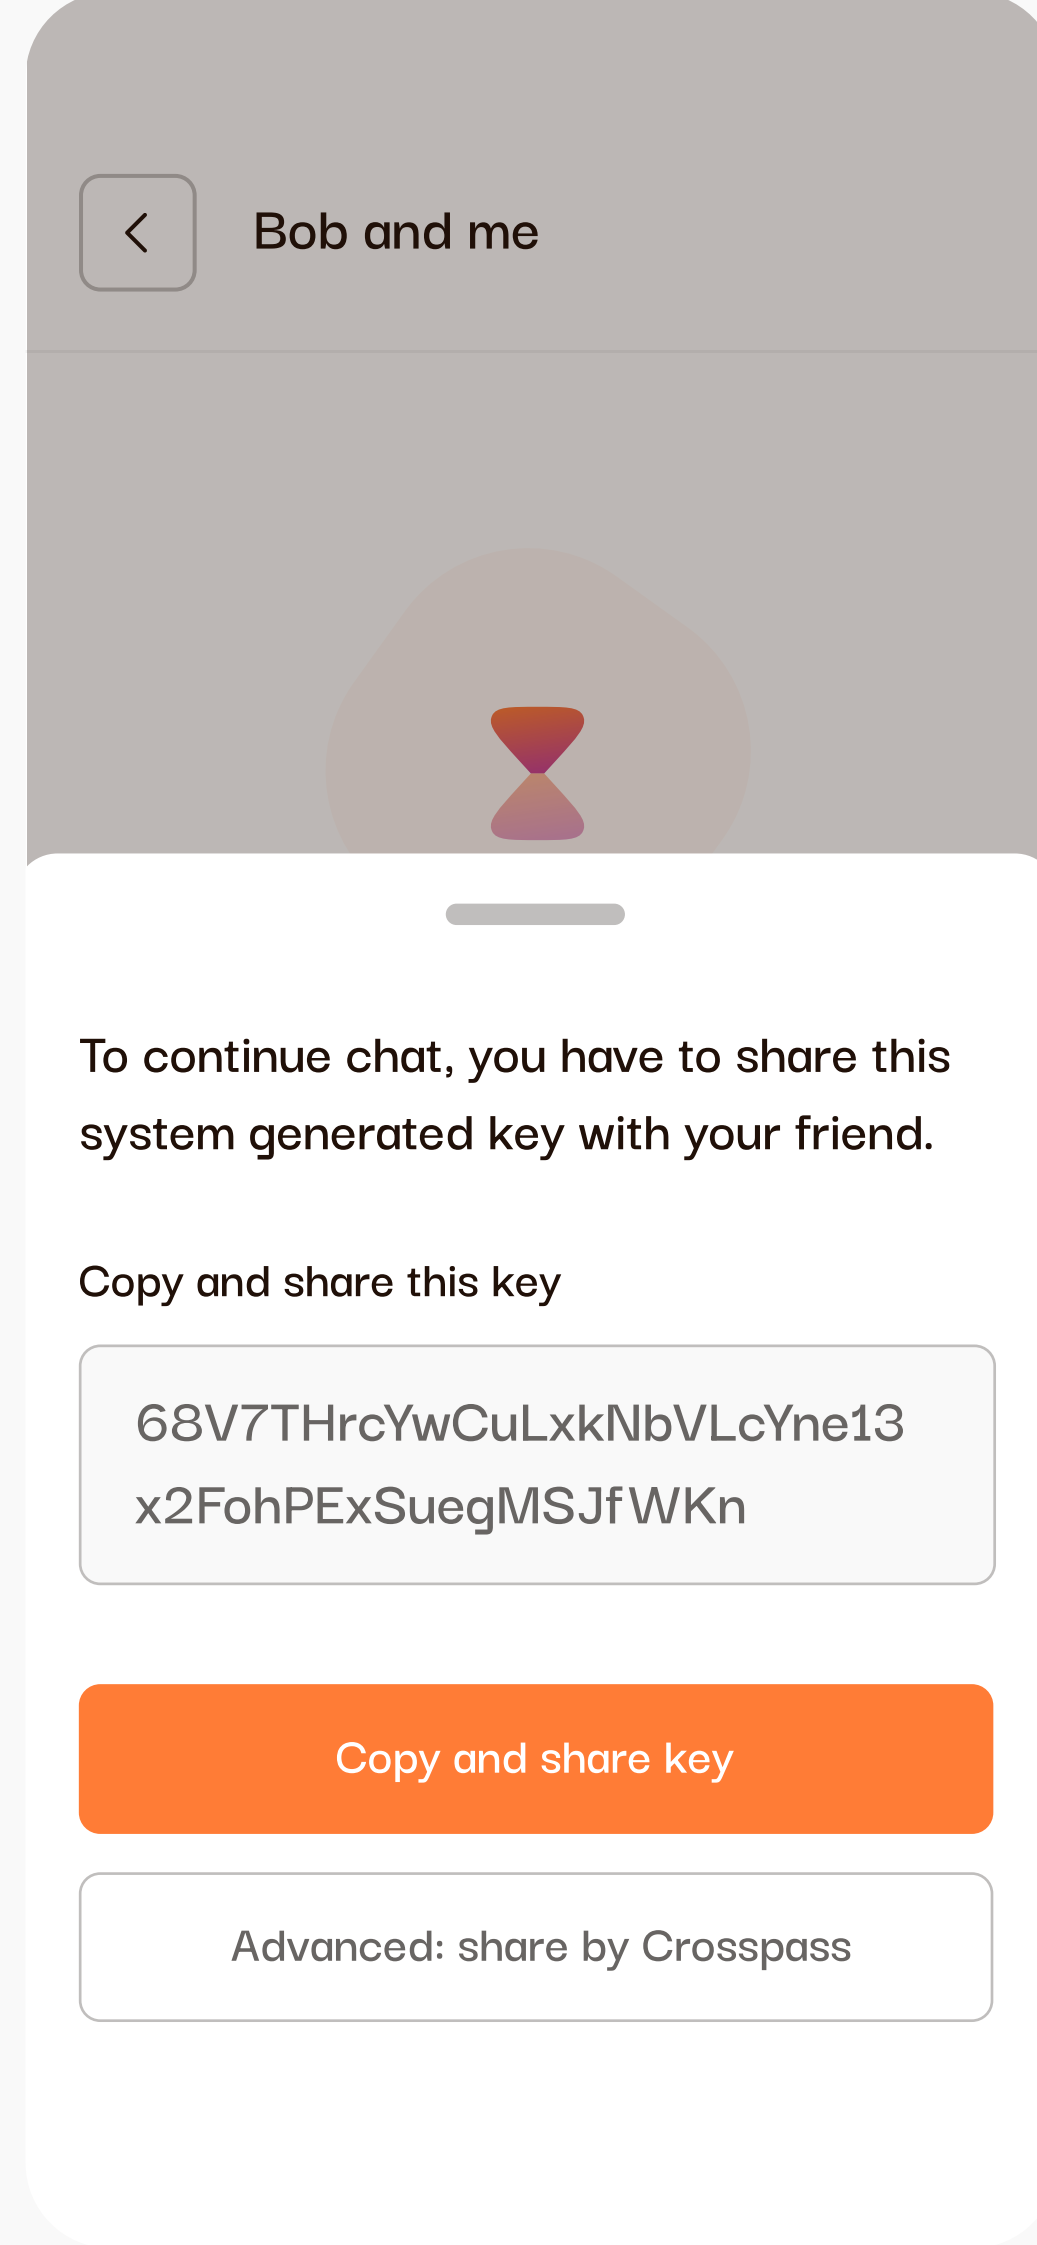 Bob and me
To continue chat, you have to share this
system generated key with your friend.
Copy and share this key
68V7THrcYwCuLxkNbVLcYne13
x2FohPExSuegMSJfWKn
Copy and share key
Advanced: share by Crosspass